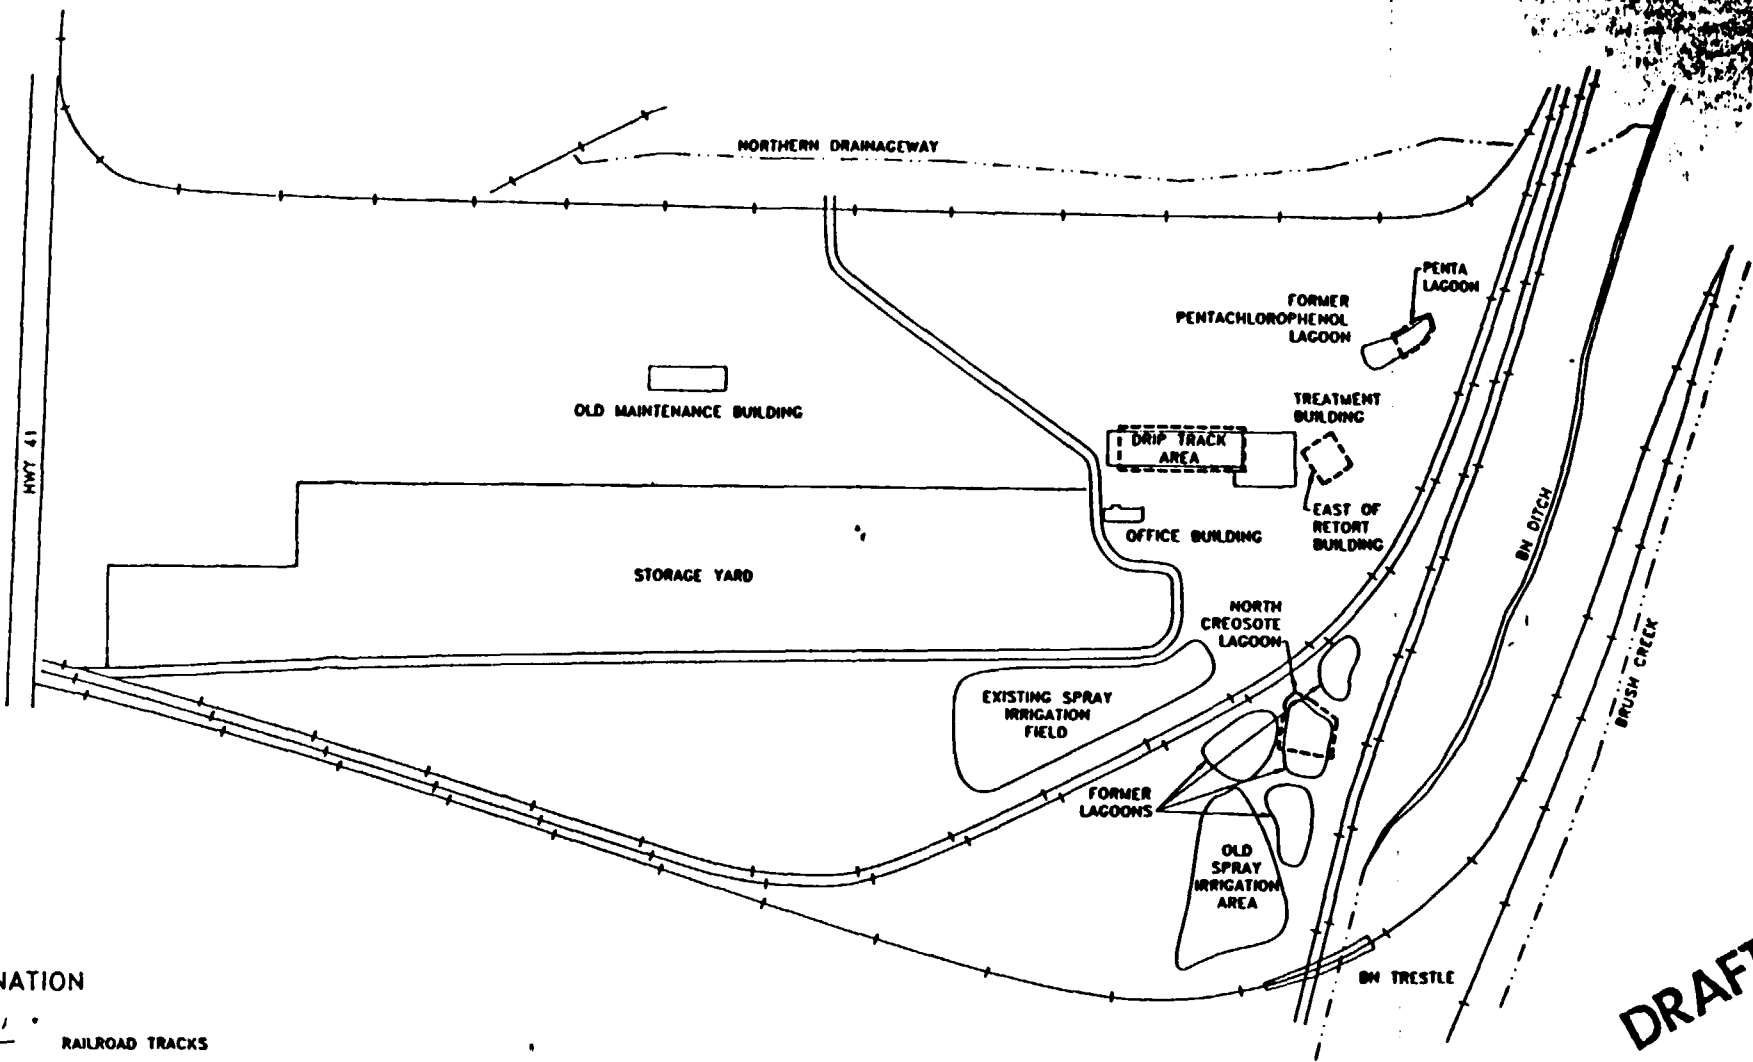 NORTHERN DRAINAGEWAY
PENTA
LAGOON
FORMER
PENTACHLOROPHENOL
LAGOON
OLD MAINTENANCE BUILDING
TREATMENT
BUILDING
DRIP TRACK
AREA
HWY 41
EAST OF
RETORT
BUILDING
OFFICE BUILDING
BN DITCH
STORAGE YARD
NORTH
CREOSOTE
LAGOON
BRUSH CREEK
EXISTING SPRAY
IRRIGATION
FIELD
FORMER
LAGOONS
OLD
SPRAY
IRRIGATION
AREA
BN TRESTLE
NATION
DRAFT
RAILROAD TRACKS